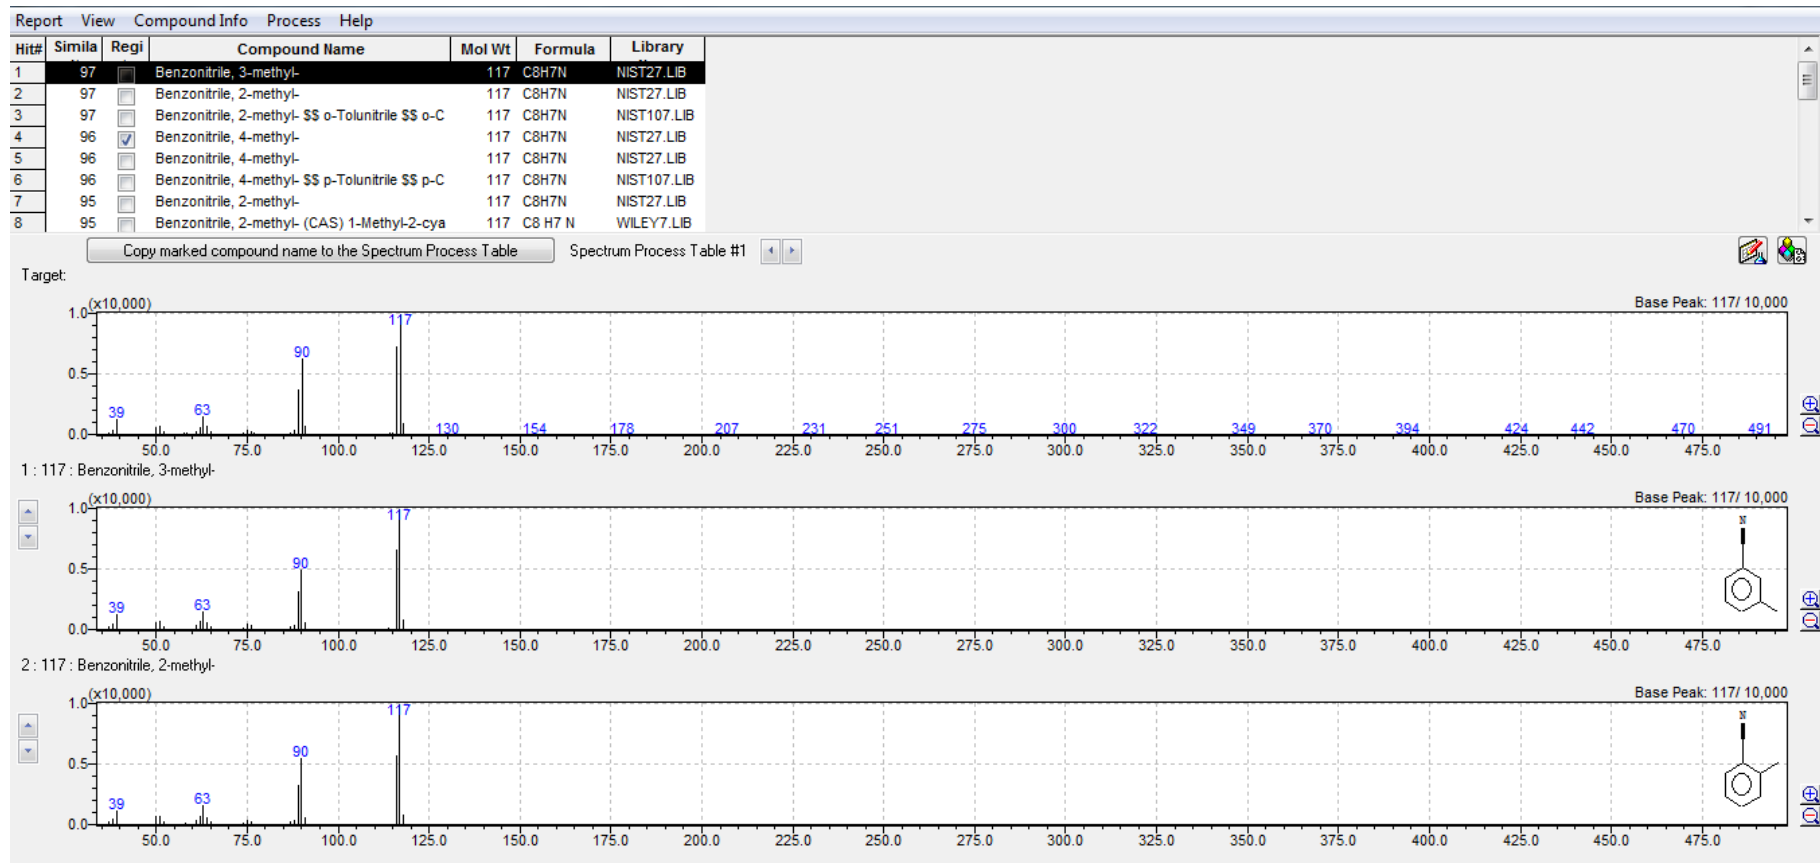 Report View Compound Info Process Help
Hit# Simila Regi Compound Name Mol Wt Formula Library
1 97 Benzonitrile, 3-methyl- 117 C8H7N NIST27.LIB
2 97 Benzonitrile, 2-methyl- 117 C8H7N NIST27.LIB
3 97 Benzonitrile, 2-methyl- $$ o-Tolunitrile $$ o-C 117 C8H7N NIST107.LIB
4 96 Benzonitrile, 4-methyl- 117 C8H7N NIST27.LIB
5 96 Benzonitrile, 4-methyl- 117 C8H7N NIST27.LIB
6 96 Benzonitrile, 4-methyl- $$ p-Tolunitrile $$ p-C 117 C8H7N NIST107.LIB
7 95 Benzonitrile, 2-methyl- 117 C8H7N NIST27.LIB
8 95 Benzonitrile, 2-methyl- (CAS) 1-Methyl-2-cya 117 C8 H7 N WILEY7.LIB
Copy marked compound name to the Spectrum Process Table Spectrum Process Table #1
Target:
(x10,000) Base Peak: 117/ 10,000
1.0 117
90
0.5
39 63
0.0 130 154 178 207 231 251 275 300 322 349 370 394 424 442 470 491
50.0 75.0 100.0 125.0 150.0 175.0 200.0 225.0 250.0 275.0 300.0 325.0 350.0 375.0 400.0 425.0 450.0 475.0
1 : 117 : Benzonitrile, 3-methyl-
(x10,000) Base Peak: 117/ 10,000
1.0 117 N
90
0.5
39 63
0.0
50.0 75.0 100.0 125.0 150.0 175.0 200.0 225.0 250.0 275.0 300.0 325.0 350.0 375.0 400.0 425.0 450.0 475.0
2 : 117 : Benzonitrile, 2-methyl-
(x10,000) Base Peak: 117/ 10,000
1.0 117 N
90
0.5
39 63
0.0
50.0 75.0 100.0 125.0 150.0 175.0 200.0 225.0 250.0 275.0 300.0 325.0 350.0 375.0 400.0 425.0 450.0 475.0